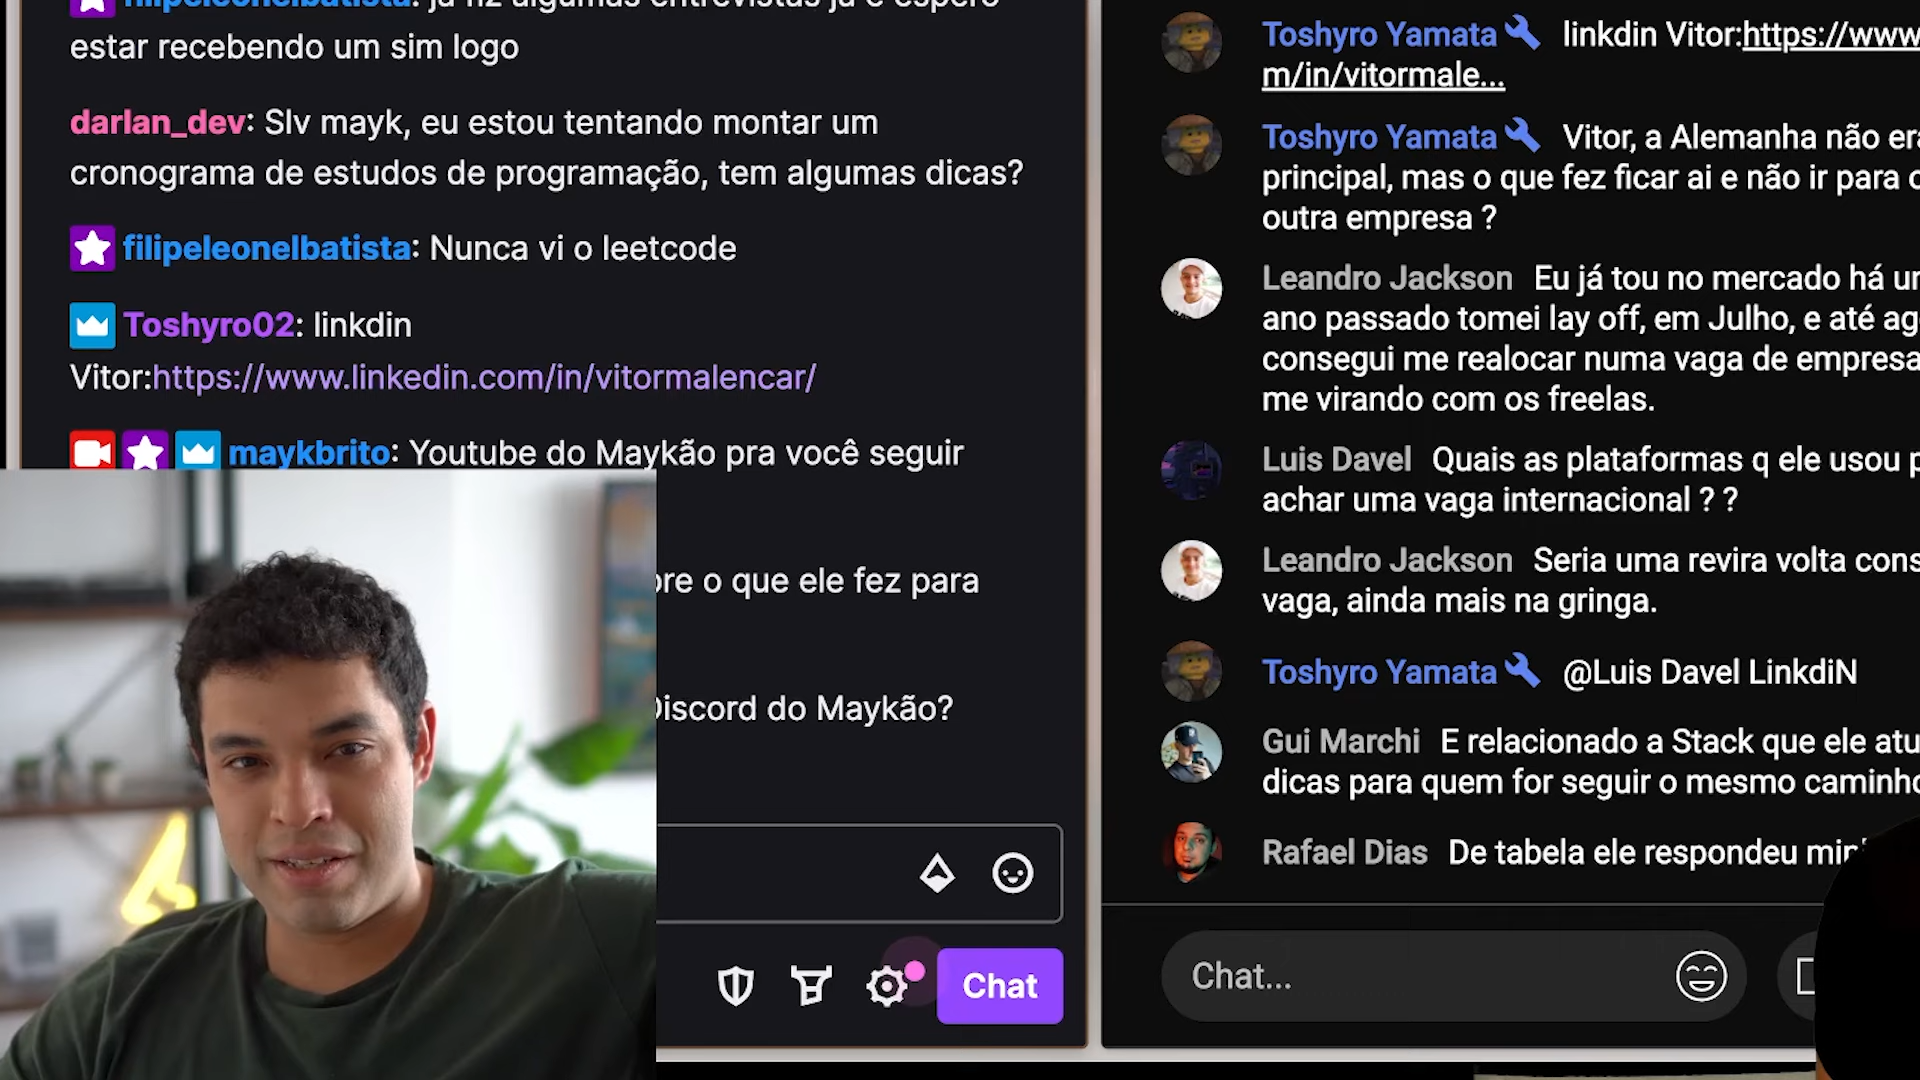 filipeleonelbatista: já fiz algumas entrevistas já e espero
estar recebendo um sim logo
darlan_dev: Slv mayk, eu estou tentando montar um
cronograma de estudos de programação, tem algumas dicas?
filipeleonelbatista: Nunca vi o leetcode
Toshyro02: linkdin
Vitor:https://www.linkedin.com/in/vitormalencar/
maykbrito: Youtube do Maykão pra você seguir
o que ele fez para
Discord do Maykão?
Chat
Toshyro Yamata linkdin Vitor:https://www
m/in/vitormale...
Toshyro Yamata Vitor, a Alemanha não
principal, mas o que fez ficar ai e não ir para
outra empresa ?
Leandro Jackson Eu já tou no mercado há
ano passado tomei lay off, em Julho, e até
consegui me realocar numa vaga de empresa
me virando com os freelas.
Luis Davel Quais as plataformas q ele usou
achar uma vaga internacional ? ?
Leandro Jackson Seria uma revira volta
vaga, ainda mais na gringa.
Toshyro Yamata @Luis Davel LinkdiN
Gui Marchi E relacionado a Stack que ele
dicas para quem for seguir o mesmo
Rafael Dias De tabela ele respondeu
Chat...